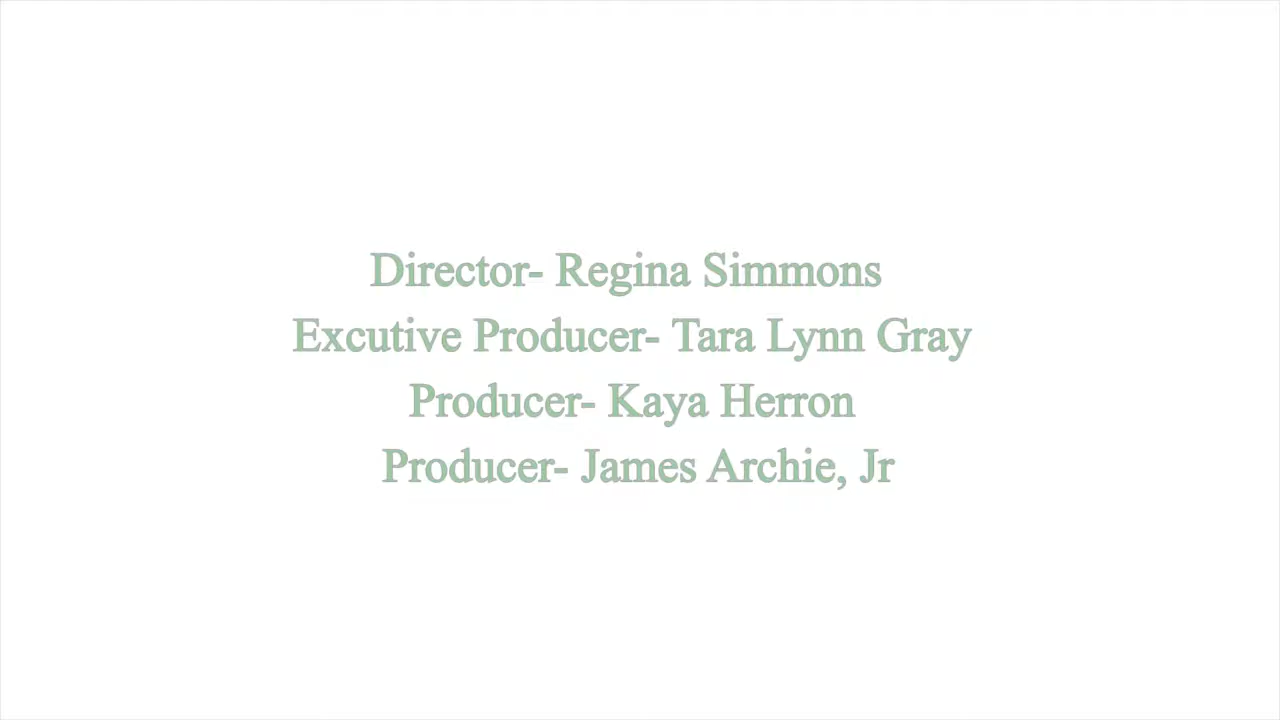 Director- Regina Simmons
Excutive Producer- Tara Lynn Gray
Producer- Kaya Herron
Producer- James Archie, Jr